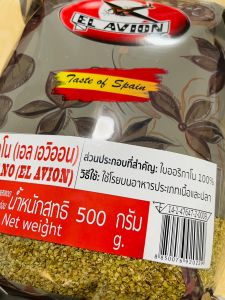 EL AVION
Taste of Spain
โน (เอล เอวิออน)
NO (EL AVION)
น้ำหนักสุทธิ 500 กรัม
Net weight g.
ส่วนประกอบที่สำคัญ: ใบออริกาโน 100%
วิธีใช้: ใช้โรยบนอาหารประเภทเนื้อและปลา